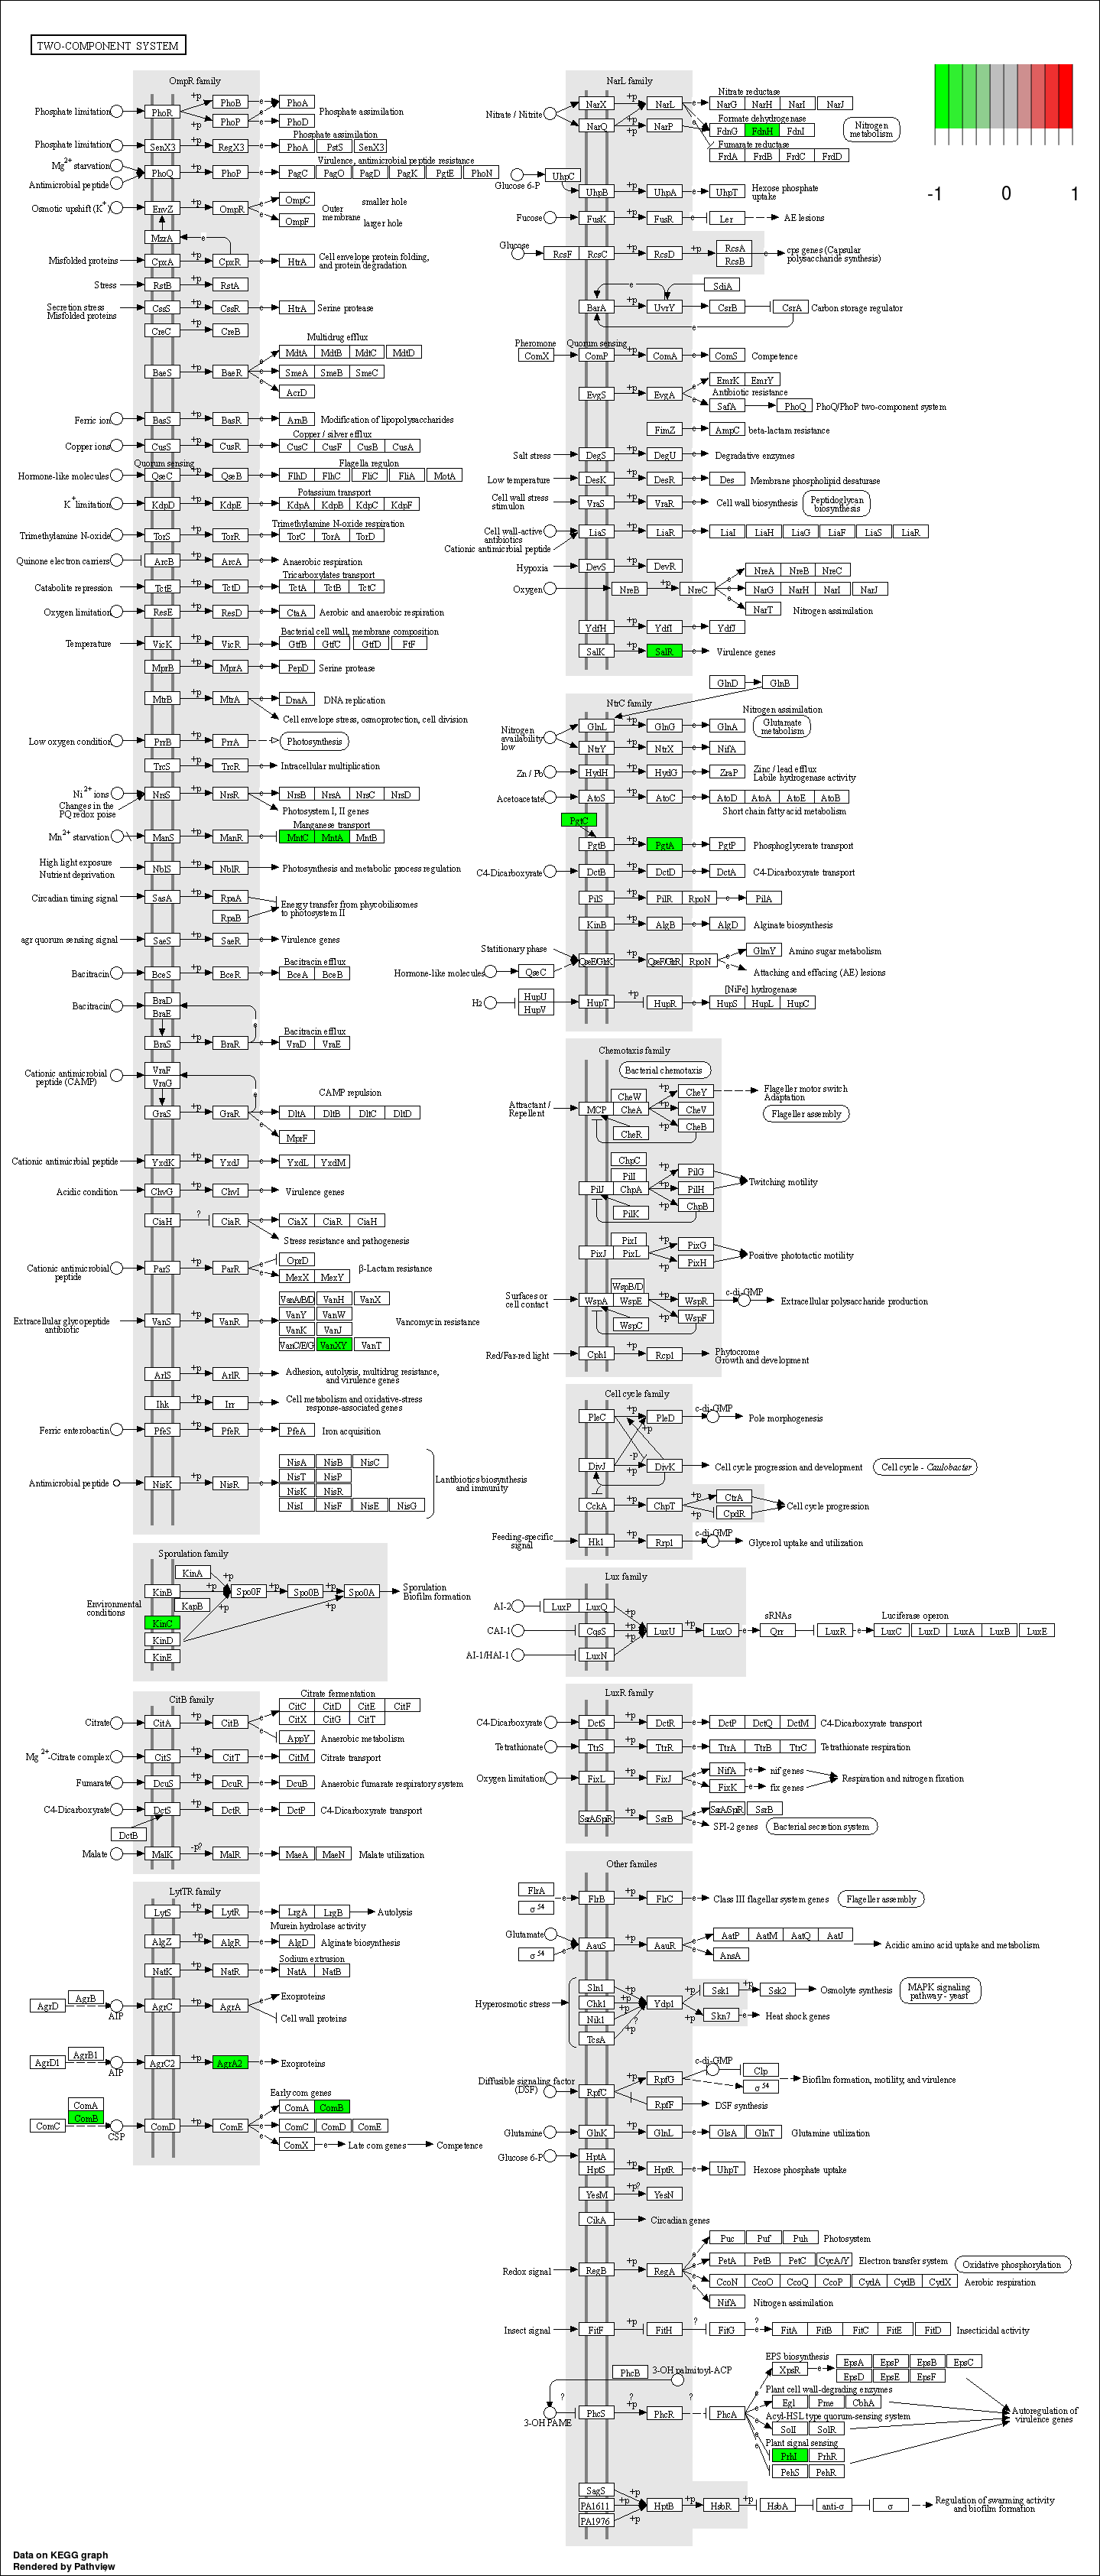 TWO-COMPONENT SYSTEM
-1 0 1
OmpR family
Phosphate limitation PhoR +p +p PhoB PhoP e e PhoA PhoD Phosphate assimilation
Phosphate assimilation
Phosphate limitation SenX3 +p RegX3 e PhoA PstS SenX3
Virulence, antimicrobial peptide resistance
Mg2+ starvation
Antimicrobial peptide PhoQ +p PhoP e PagC PagO PagD PagK PgtE PhoN
Osmotic upshift (K+) EnvZ +p OmpR e e OmpC OmpF Outer membrane smaller hole larger hole
MzrA e
Misfolded proteins CpxA +p CpxR e HtrA Cell envelope protein folding, and protein degradation
Stress RstB +p RstA
Secretion stress
Misfolded proteins CssS +p CssR e HtrA Serine protease
CreC +p CreB
Multidrug efflux
MdtA MdtB MdtC MdtD
BaeS +p BaeR e e e SmeA SmeB SmeC
AcrD
Ferric ion BasS +p BasR e ArnB Modification of lipopolysaccharides
Copper / silver efflux
Copper ions CusS +p CusR e CusC CusF CusB CusA
Quorum sensing Flagella regulon
Hormone-like molecules QseC +p QseB e FlhD FlhC FliC FliA MotA
Potassium transport
K+ limitation KdpD +p KdpE e KdpA KdpB KdpC KdpF
Trimethylamine N-oxide respiration
Trimethylamine N-oxide TorS +p TorR e TorC TorA TorD
Quinone electron carriers ArcB +p ArcA e Anaerobic respiration
Tricarboxylates transport
Catabolite repression TctE +p TctD e TctA TctB TctC
Oxygen limitation ResE +p ResD e CtaA Aerobic and anaerobic respiration
Bacterial cell wall, membrane composition
Temperature VicK +p VicR e GtfB GtfC GtfD FtF
MprB +p MprA e PepD Serine protease
MtrB +p MtrA e DnaA DNA replication
Cell envelope stress, osmoprotection, cell division
Low oxygen condition PrrB +p PrrA Photosynthesis
TrcS +p TrcR Intracellular multiplication
Ni2+ ions
Changes in the PQ redox poise NrsS +p NrsR e NrsB NrsA NrsC NrsD
Photosystem I, II genes
Manganese transport
Mn2+ starvation ManS +p ManR MntC MntA MntB
High light exposure
Nutrient deprivation NblS +p NblR Photosynthesis and metabolic process regulation
Circadian timing signal SasA +p RpaA RpaB Energy transfer from phycobilisomes to photosystem II
agr quorum sensing signal SaeS +p SaeR e Virulence genes
Bacitracin efflux
Bacitracin BceS +p BceR e BceA BceB
Bacitracin BraD BraE
Bacitracin efflux
BraS +p BraR e e VraD VraE
Cationic antimicrobial peptide (CAMP) VraF VraG
CAMP repulsion
GraS +p GraR e e DltA DltB DltC DltD
MprF
Cationic antimicrbial peptide YxdK +p YxdJ e YxdL YxdM
Acidic condition ChvG +p ChvI e Virulence genes
CiaH ? CiaR e CiaX CiaR CiaH
Stress resistance and pathogenesis
Cationic antimicrobial peptide ParS +p ParR e e OprD MexX MexY β-Lactam resistance
VanA/B/D VanH VanX
VanY VanW
Extracellular glycopeptide antibiotic VanS +p VanR e VanK VanJ Vancomycin resistance
VanC/E/G VanXY VanT
ArlS +p ArlR e Adhesion, autolysis, multidrug resistance, and virulence genes
Ihk +p Irr e Cell metabolism and oxidative-stress response-associated genes
Ferric enterobactin PfeS +p PfeR e PfeA Iron acquisition
NisA NisB NisC
NisT NisP
Antimicrobial peptide NisK +p NisR e NisK NisR Lantibiotics biosynthesis and immunity
NisI NisF NisE NisG
Sporulation family
KinA +p
KinB +p Spo0F +p Spo0B +p Spo0A Sporulation Biofilm formation
KapB +p +p
Environmental conditions
KinC
KinD
KinE
CitB family
Citrate fermentation
CitC CitD CitE CitF
Citrate CitA +p CitB e e CitX CitG CitT
AppY Anaerobic metabolism
Mg 2+-Citrate complex CitS +p CitT e CitM Citrate transport
Fumarate DcuS +p DcuR e DcuB Anaerobic fumarate respiratory system
C4-Dicarboxyrate DctS +p DctR e DctP C4-Dicarboxyrate transport
DctB
Malate MalK -p? MalR e MaeA MaeN Malate utilization
LytTR family
LytS +p LytR e LrgA LrgB Autolysis
Murein hydrolase activity
AlgZ +p AlgR e AlgD Alginate biosynthesis
Sodium extrusion
NatK +p NatR e NatA NatB
AgrD AgrB AIP AgrC +p AgrA e Exoproteins
Cell wall proteins
AgrD1 AgrB1 AIP AgrC2 +p AgrA2 e Exoproteins
Early com genes
ComA ComB ComA ComB
ComC CSP ComD +p ComE e e e ComC ComD ComE
ComX e Late com genes Competence
NarL family
Nitrate reductase
NarX +p NarL e NarG NarH NarI NarJ
Nitrate / Nitrite Formate dehydrogenase
NarQ +p NarP e FdnG FdnH FdnI Nitrogen metabolism
Fumarate reductase
FrdA FrdB FrdC FrdD
Glucose 6-P UhpC
UhpB +p UhpA e UhpT Hexose phosphate uptake
Fucose FusK +p FusR Ler AE lesions
Glucose RcsF RcsC +p RcsD +p RcsA RcsB e cps genes (Capsular polysaccharide synthesis)
e SdiA
BarA +p UvrY e CsrB CsrA Carbon storage regulator
e
Pheromone Quorum sensing
ComX ComP +p ComA e ComS Competence
EvgS +p EvgA e e EmrK EmrY
Antibiotic resistance
SafA PhoQ PhoQ/PhoP two-component system
FimZ e AmpC beta-lactam resistance
Salt stress DegS +p DegU e Degradative enzymes
Low temperature DesK +p DesR e Des Membrane phospholipid desaturase
Cell wall stress stimulon VraS +p VraR e Cell wall biosynthesis Peptidoglycan biosynthesis
Cell wall-active antibiotics
Cationic antimicrbial peptide LiaS +p LiaR e LiaI LiaH LiaG LiaF LiaS LiaR
Hypoxia DevS +p DevR
Oxygen NreB +p NreC e e e NreA NreB NreC
NarG NarH NarI NarJ
NarT Nitrogen assimilation
YdfH +p YdfI e YdfJ
SalK +p SalR e Virulence genes
GlnD GlnB
NtrC family
Nitrogen assimilation
Nitrogen availability low GlnL +p GlnG e GlnA Glutamate metabolism
NtrY +p NtrX e NifA
Zn / Pb HydH +p HydG e ZraP Zinc / lead efflux Labile hydrogenase activity
Acetoacetate AtoS +p AtoC e AtoD AtoA AtoE AtoB
Short chain fatty acid metabolism
PgtC
PgtB +p PgtA e PgtP Phosphoglycerate transport
C4-Dicarboxyrate DctB +p DctD e DctA C4-Dicarboxyrate transport
PilS +p PilR RpoN e PilA
KinB +p AlgB e AlgD Alginate biosynthesis
Statitionary phase
Hormone-like molecules QseC QseE/GlrK +p QseF/GlrR RpoN e e GlmY Amino sugar metabolism
Attaching and effacing (AE) lesions
[NiFe] hydrogenase
H2 HupU HupV HupT +p HupR e HupS HupL HupC
Chemotaxis family
Bacterial chemotaxis
CheW +p CheY Flageller motor switch Adaptation
Attractant / Repellent MCP CheA +p CheV Flageller assembly
CheR +p CheB
ChpC
PilI +p PilG
PilJ ChpA +p PilH Twitching motility
PilK +p ChpB
PixI +p PixG
PixJ PixL +p PixH Positive phototactic motility
WspB/D
Surfaces or cell contact WspA WspE +p WspR c-di-GMP Extracellular polysaccharide production
WspC +p WspF
Red/Far-red light Cph1 +p Rcp1 Phytocrome Growth and development
Cell cycle family
PleC +p PleD c-di-GMP Pole morphogenesis
+p
-p
DivJ +p DivK Cell cycle progression and development Cell cycle - Caulobacter
CckA +p ChpT +p +p CtrA CpdR Cell cycle progression
Feeding-specific signal Hk1 +p Rrp1 c-di-GMP Glycerol uptake and utilization
Lux family
AI-2 LuxP LuxQ +p sRNAs Luciferase operon
CAI-1 CqsS +p LuxU +p LuxO e Qrr LuxR e LuxC LuxD LuxA LuxB LuxE
AI-1/HAI-1 LuxN +p
LuxR family
C4-Dicarboxyrate DctS +p DctR e DctP DctQ DctM C4-Dicarboxyrate transport
Tetrathionate TtrS +p TtrR e TtrA TtrB TtrC Tetrathionate respiration
Oxygen limitation FixL +p FixJ e e NifA e nif genes
FixK e fix genes Respiration and nitrogen fixation
SsrA/SpiR +p SsrB e e SsrA/SpiR SsrB
SPI-2 genes Bacterial secretion system
Other familes
FlrA
σ 54 e FlrB +p FlrC e Class III flagellar system genes Flageller assembly
Glutamate
σ 54 e AauS +p AauR e e AatP AatM AatQ AatJ
AnsA Acidic amino acid uptake and metabolism
Hyperosmotic stress Sln1 +p
Chk1 +p Ydp1 +p Ssk1 +p Ssk2 Osmolyte synthesis MAPK signaling pathway - yeast
Nik1 +p ? +p Skn7 e Heat shock genes
TcsA +p
Diffusible signaling factor (DSF) RpfC +p RpfG c-di-GMP Clp
σ 54 Biofilm formation, motility, and virulence
RpfF DSF synthesis
Glutamine GlnK +p GlnL e GlsA GlnT Glutamine utilization
Glucose 6-P HptA
HptS +p HptR e UhpT Hexose phosphate uptake
YesM +p? YesN
CikA Circadian genes
Puc Puf Puh Photosystem
PetA PetB PetC CycA/Y Electron transfer system Oxidative phosphorylation
Redox signal RegB +p RegA e e e e CcoN CcoO CcoQ CcoP CydA CydB CydX Aerobic respiration
NifA Nitrogen assimilation
Insect signal FitF +p FitH ? FitG ? e FitA FitB FitC FitE FitD Insecticidal activity
PhcB 3-OH palmitoyl-ACP
EPS biosynthesis
XpsR e EpsA EpsP EpsB EpsC
EpsD EpsE EpsF
Plant cell wall-degrading enzymes
Egl Pme CbhA
3-OH PAME ? PhcS ? PhcR ? PhcA e e e e e Acyl-HSL type quorum-sensing system
SolI SolR Autoregulation of virulence genes
Plant signal sensing
PrhI PrhR
PehS PehR
SagS +p
PA1611 +p HptB +p HsbR +p HsbA anti-σ σ Regulation of swarming activity and biofilm formation
PA1976 +p
Data on KEGG graph
Rendered by Pathview